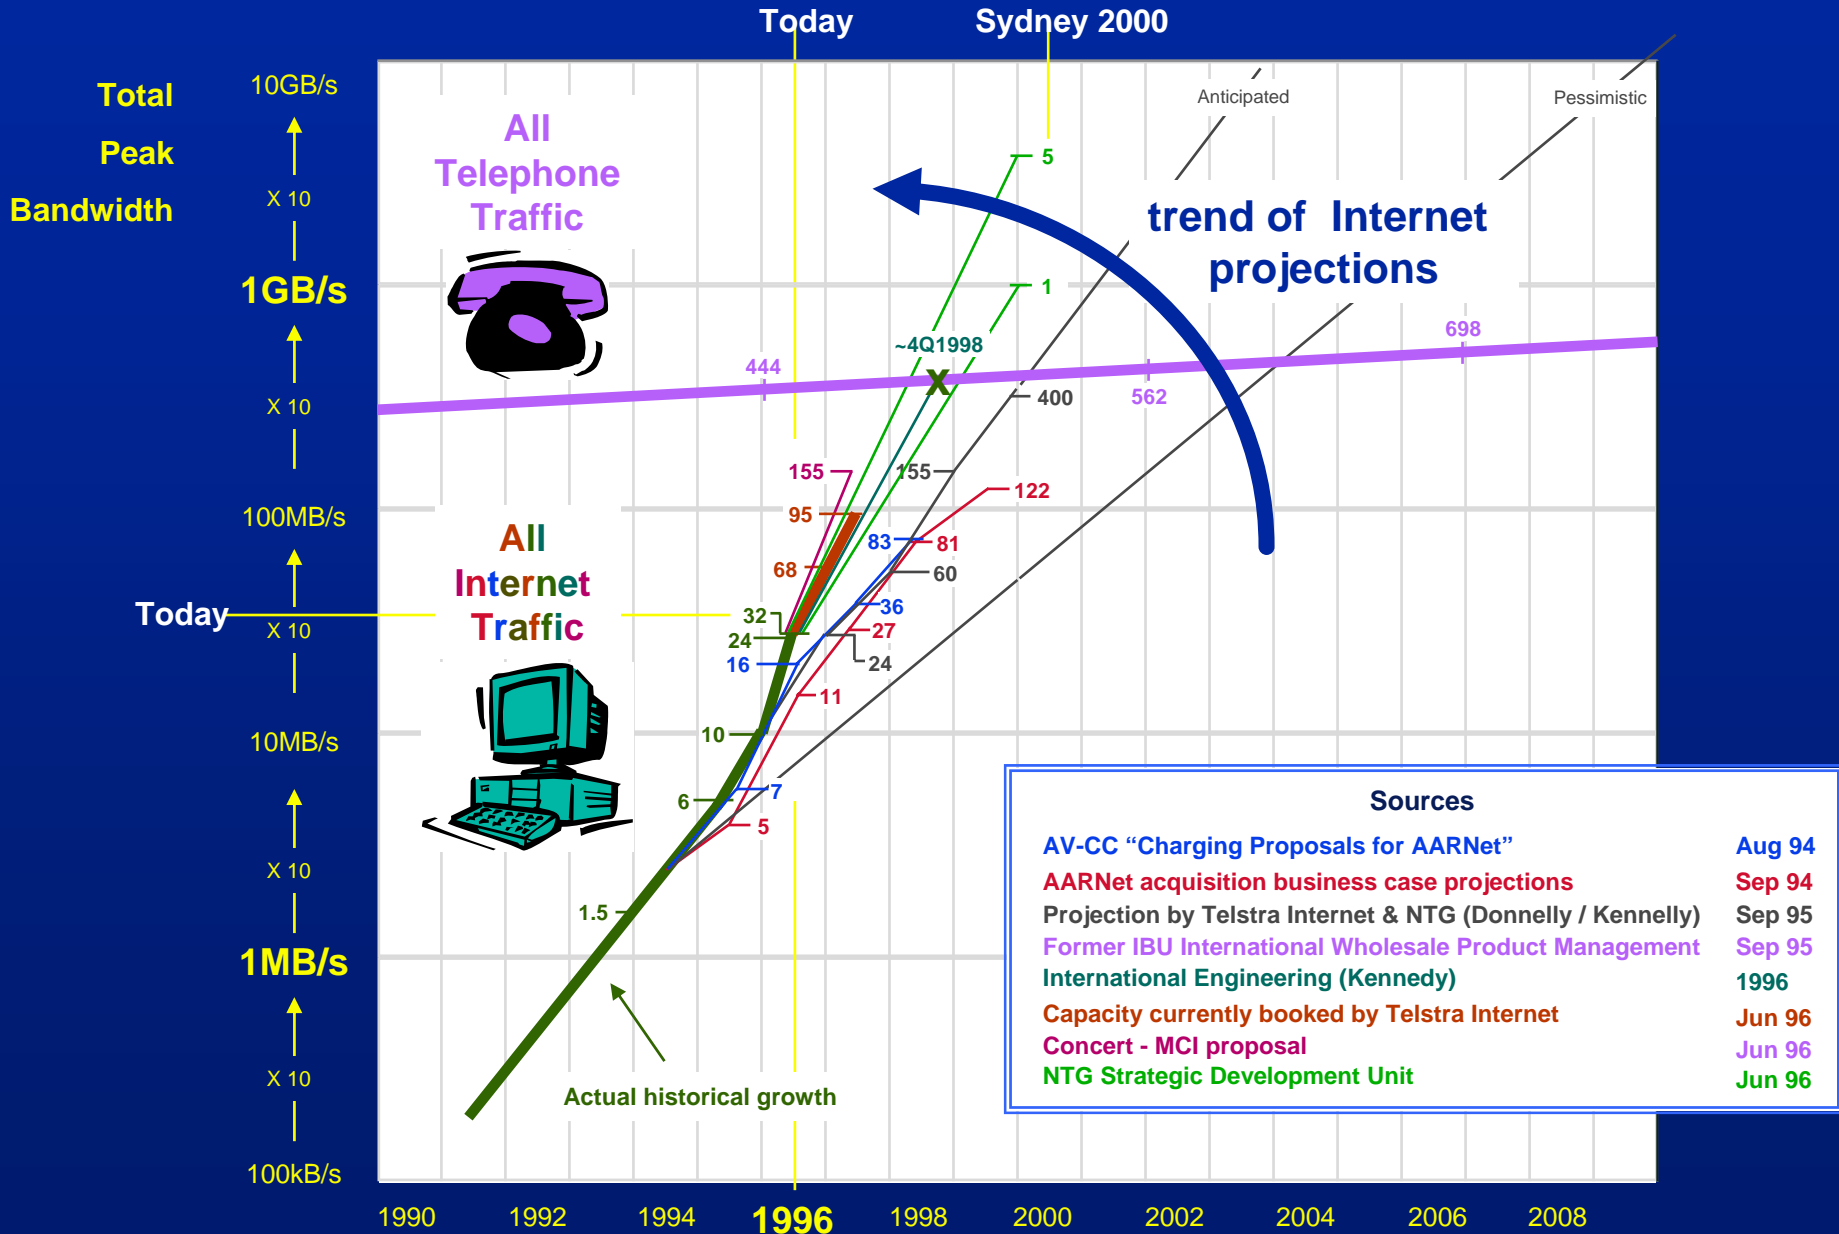 Today
Sydney 2000
Total
Peak
Bandwidth
10GB/s
X 10
1GB/s
X 10
100MB/s
Today
X 10
10MB/s
X 10
1MB/s
X 10
100kB/s
All
Telephone
Traffic
All
Internet
Traffic
Anticipated
Pessimistic
trend of Internet
projections
5
1
~4Q1998
X
444
562
698
400
155
155
122
95
83
81
68
60
36
32
27
24
24
16
11
10
7
6
5
1.5
Actual historical growth
Sources
AV-CC “Charging Proposals for AARNet” Aug 94
AARNet acquisition business case projections Sep 94
Projection by Telstra Internet & NTG (Donnelly / Kennelly) Sep 95
Former IBU International Wholesale Product Management Sep 95
International Engineering (Kennedy) 1996
Capacity currently booked by Telstra Internet Jun 96
Concert - MCI proposal Jun 96
NTG Strategic Development Unit Jun 96
1990 1992 1994 1996 1998 2000 2002 2004 2006 2008